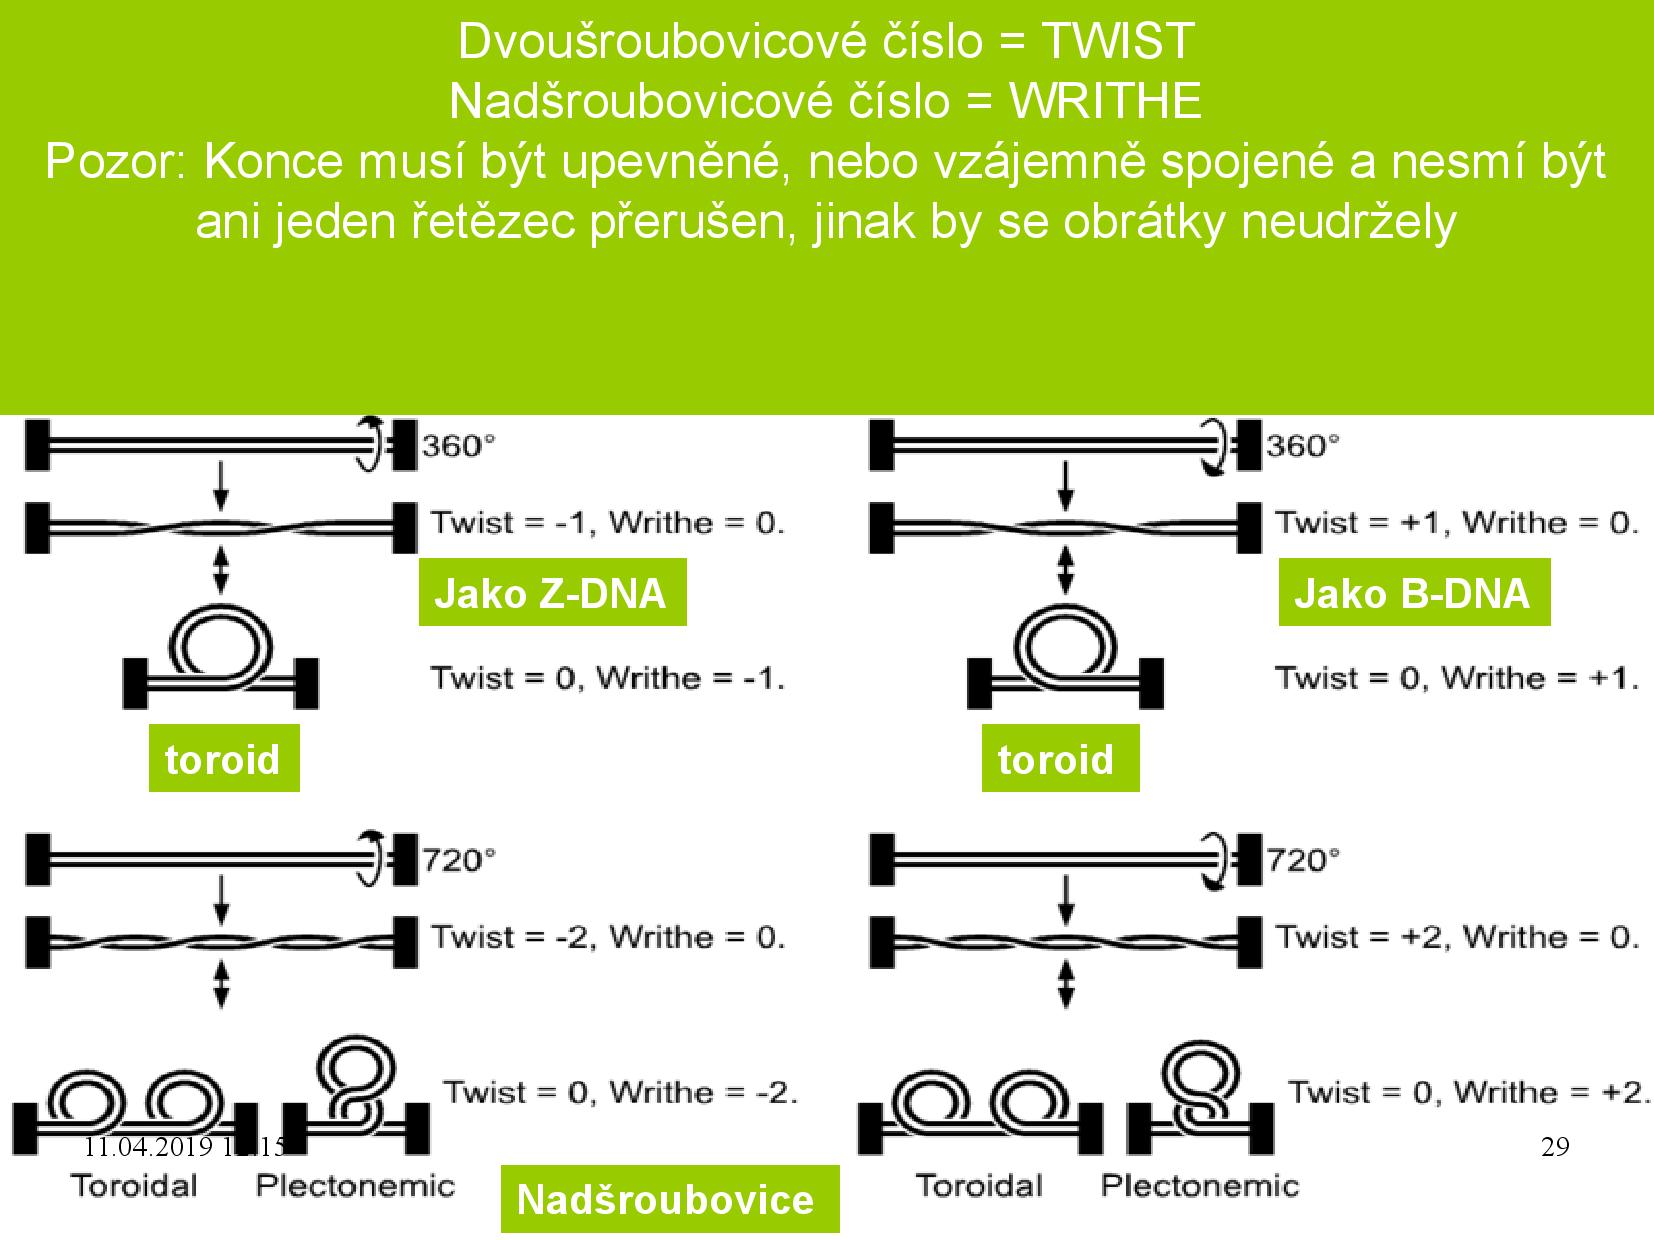 Dvoušroubovicové číslo = TWIST
Nadšroubovicové číslo = WRITHE
Pozor: Konce musí být upevněné, nebo vzájemně spojené a nesmí být
ani jeden řetězec přerušen, jinak by se obrátky neudržely
360°
360°
Twist = -1, Writhe = 0.
Twist = +1, Writhe = 0.
Jako Z-DNA
Jako B-DNA
Twist = 0, Writhe = -1.
Twist = 0, Writhe = +1.
toroid
toroid
720°
720°
Twist = -2, Writhe = 0.
Twist = +2, Writhe = 0.
Twist = 0, Writhe = -2.
Twist = 0, Writhe = +2.
11.04.2019
29
Toroidal
Plectonemic
Toroidal
Plectonemic
Nadšroubovice